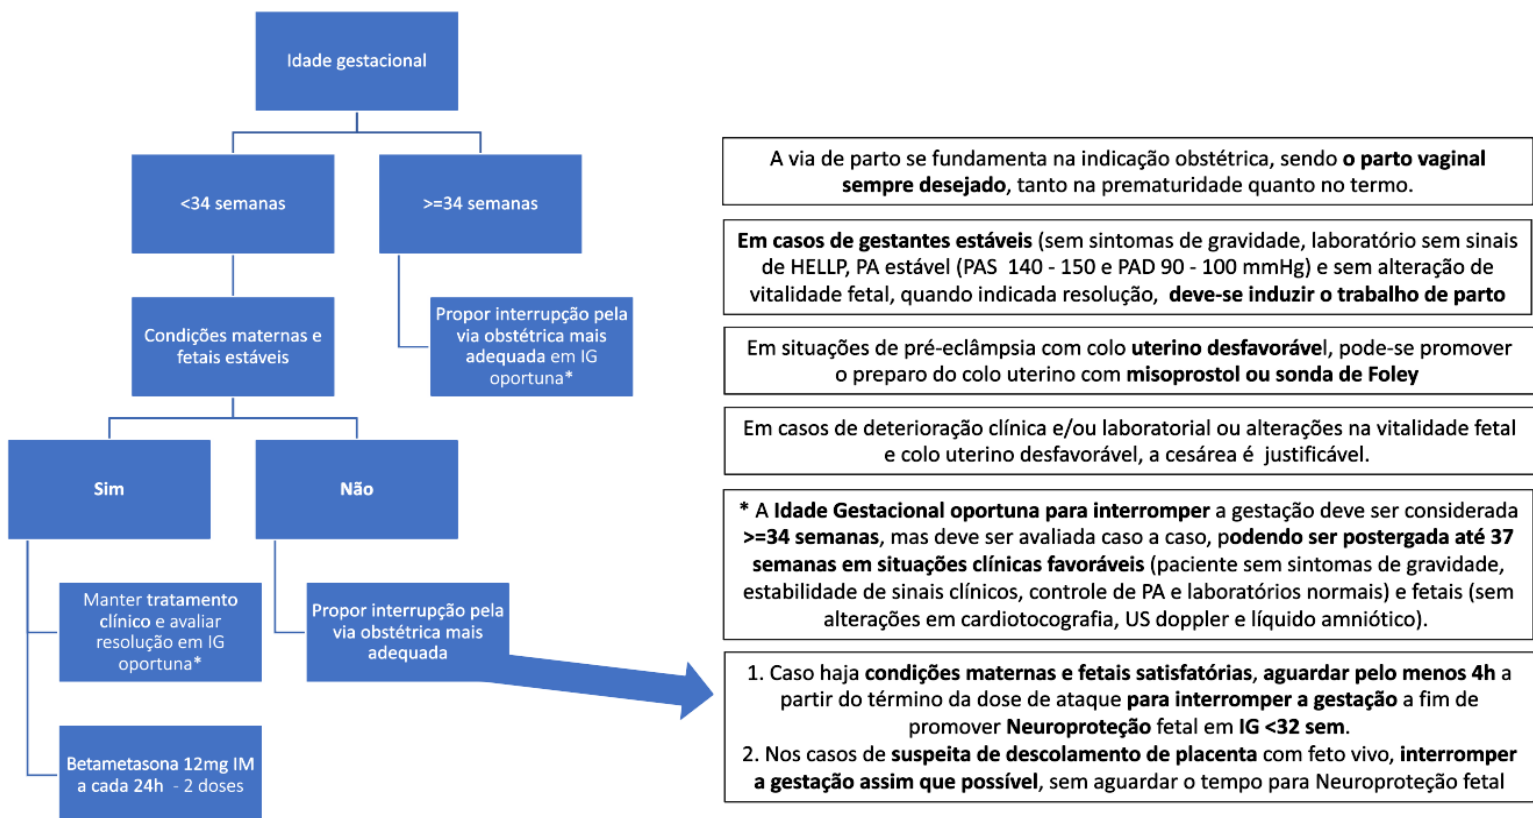 Idade gestacional
<34 semanas
>=34 semanas
Condições maternas e
fetais estáveis
Propor interrupção pela
via obstétrica mais
adequada em IG
oportuna*
Sim
Não
Manter tratamento
clínico e avaliar
resolução em IG
oportuna*
Propor interrupção pela
via obstétrica mais
adequada
Betametasona 12mg IM
a cada 24h - 2 doses
A via de parto se fundamenta na indicação obstétrica, sendo o parto vaginal
sempre desejado, tanto na prematuridade quanto no termo.
Em casos de gestantes estáveis (sem sintomas de gravidade, laboratório sem sinais
de HELLP, PA estável (PAS 140 - 150 e PAD 90 - 100 mmHg) e sem alteração de
vitalidade fetal, quando indicada resolução, deve-se induzir o trabalho de parto
Em situações de pré-eclâmpsia com colo uterino desfavorável, pode-se promover
o preparo do colo uterino com misoprostol ou sonda de Foley
Em casos de deterioração clínica e/ou laboratorial ou alterações na vitalidade fetal
e colo uterino desfavorável, a cesárea é justificável.
* A Idade Gestacional oportuna para interromper a gestação deve ser considerada
>=34 semanas, mas deve ser avaliada caso a caso, podendo ser postergada até 37
semanas em situações clínicas favoráveis (paciente sem sintomas de gravidade,
estabilidade de sinais clínicos, controle de PA e laboratórios normais) e fetais (sem
alterações em cardiotocografia, US doppler e líquido amniótico).
1. Caso haja condições maternas e fetais satisfatórias, aguardar pelo menos 4h a
partir do término da dose de ataque para interromper a gestação a fim de
promover Neuroproteção fetal em IG <32 sem.
2. Nos casos de suspeita de descolamento de placenta com feto vivo, interromper
a gestação assim que possível, sem aguardar o tempo para Neuroproteção fetal